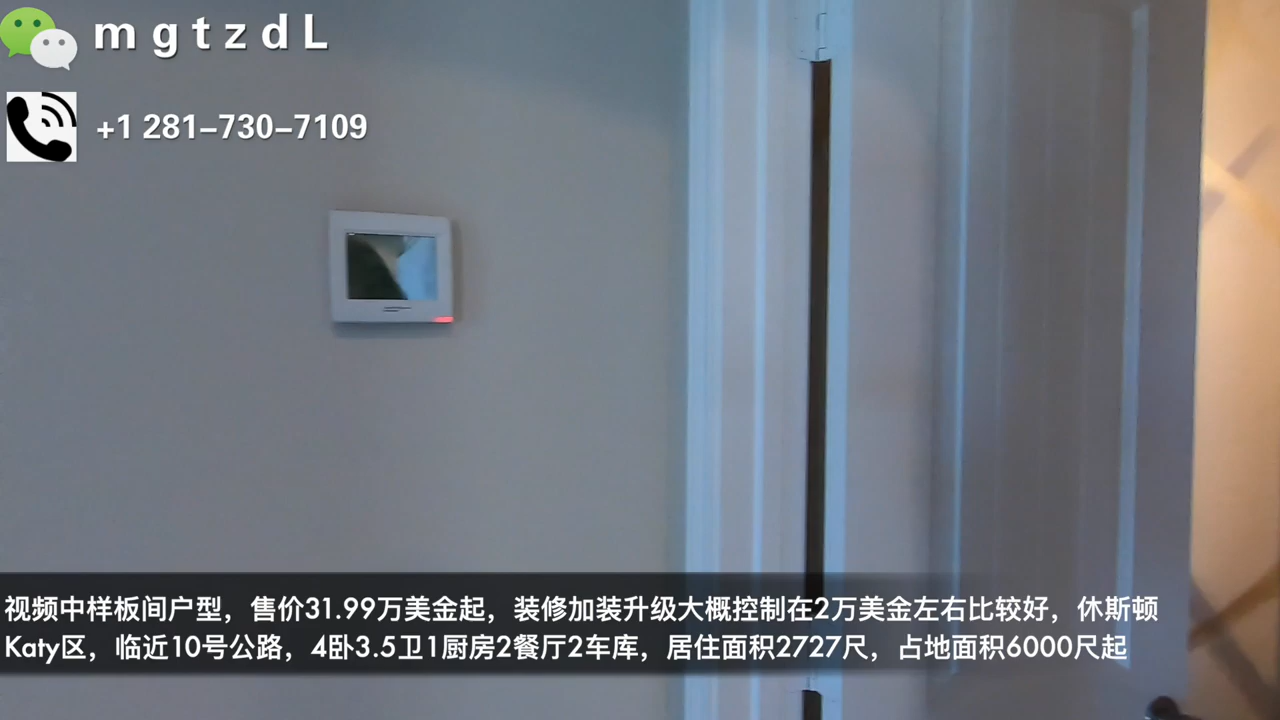 mgtzdL
+1 281-730-7109
视频中样板间户型，售价31.99万美金起，装修加装升级大概控制在2万美金左右比较好，休斯顿
Katy区，临近10号公路，4卧3.5卫1厨房2餐厅2车库，居住面积2727尺，占地面积6000尺起